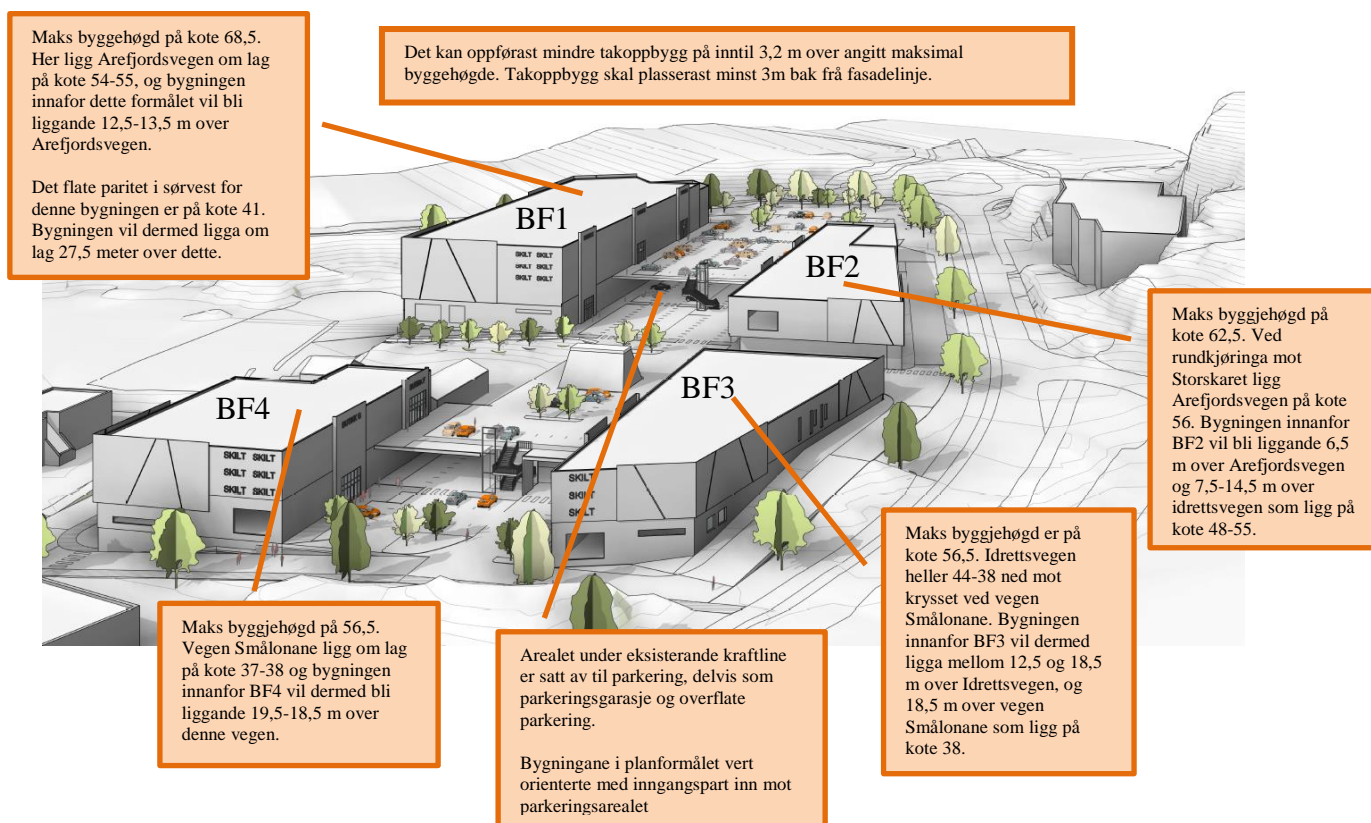 Maks byggehøgd på kote 68,5.
Her ligg Arefjordsvegen om lag
på kote 54-55, og bygningen
innafor dette formålet vil bli
liggande 12,5-13,5 m over
Arefjordsvegen.
Det flate paritet i sørvest for
denne bygningen er på kote 41.
Bygningen vil dermed ligga om
lag 27,5 meter over dette.
Det kan oppførast mindre takoppbygg på inntil 3,2 m over angitt maksimal
byggehøgde. Takoppbygg skal plasserast minst 3m bak frå fasadelinje.
BF1
SKILT SKILT
SKILT SKILT
SKILT SKILT
BF2
BF3
SKILT
SKILT
SKILT
BF4
SKILT SKILT
SKILT SKILT
SKILT SKILT
Maks byggjehøgd på
kote 62,5. Ved
rundkjøringa mot
Storskaret ligg
Arefjordsvegen på kote
56. Bygningen innanfor
BF2 vil bli liggande 6,5
m over Arefjordsvegen
og 7,5-14,5 m over
idrettsvegen som ligg på
kote 48-55.
Maks byggjehøgd er på
kote 56,5. Idrettsvegen
heller 44-38 ned mot
krysset ved vegen
Smålonane. Bygningen
innanfor BF3 vil dermed
ligga mellom 12,5 og 18,5
m over Idrettsvegen, og
18,5 m over vegen
Smålonane som ligg på
kote 38.
Maks byggjehøgd på 56,5.
Vegen Smålonane ligg om lag
på kote 37-38 og bygningen
innanfor BF4 vil dermed bli
liggande 19,5-18,5 m over
denne vegen.
Arealet under eksisterande kraftline
er satt av til parkering, delvis som
parkeringsgarasje og overflate
parkering.
Bygningane i planformålet vert
orienterte med inngangspart inn mot
parkeringsarealet